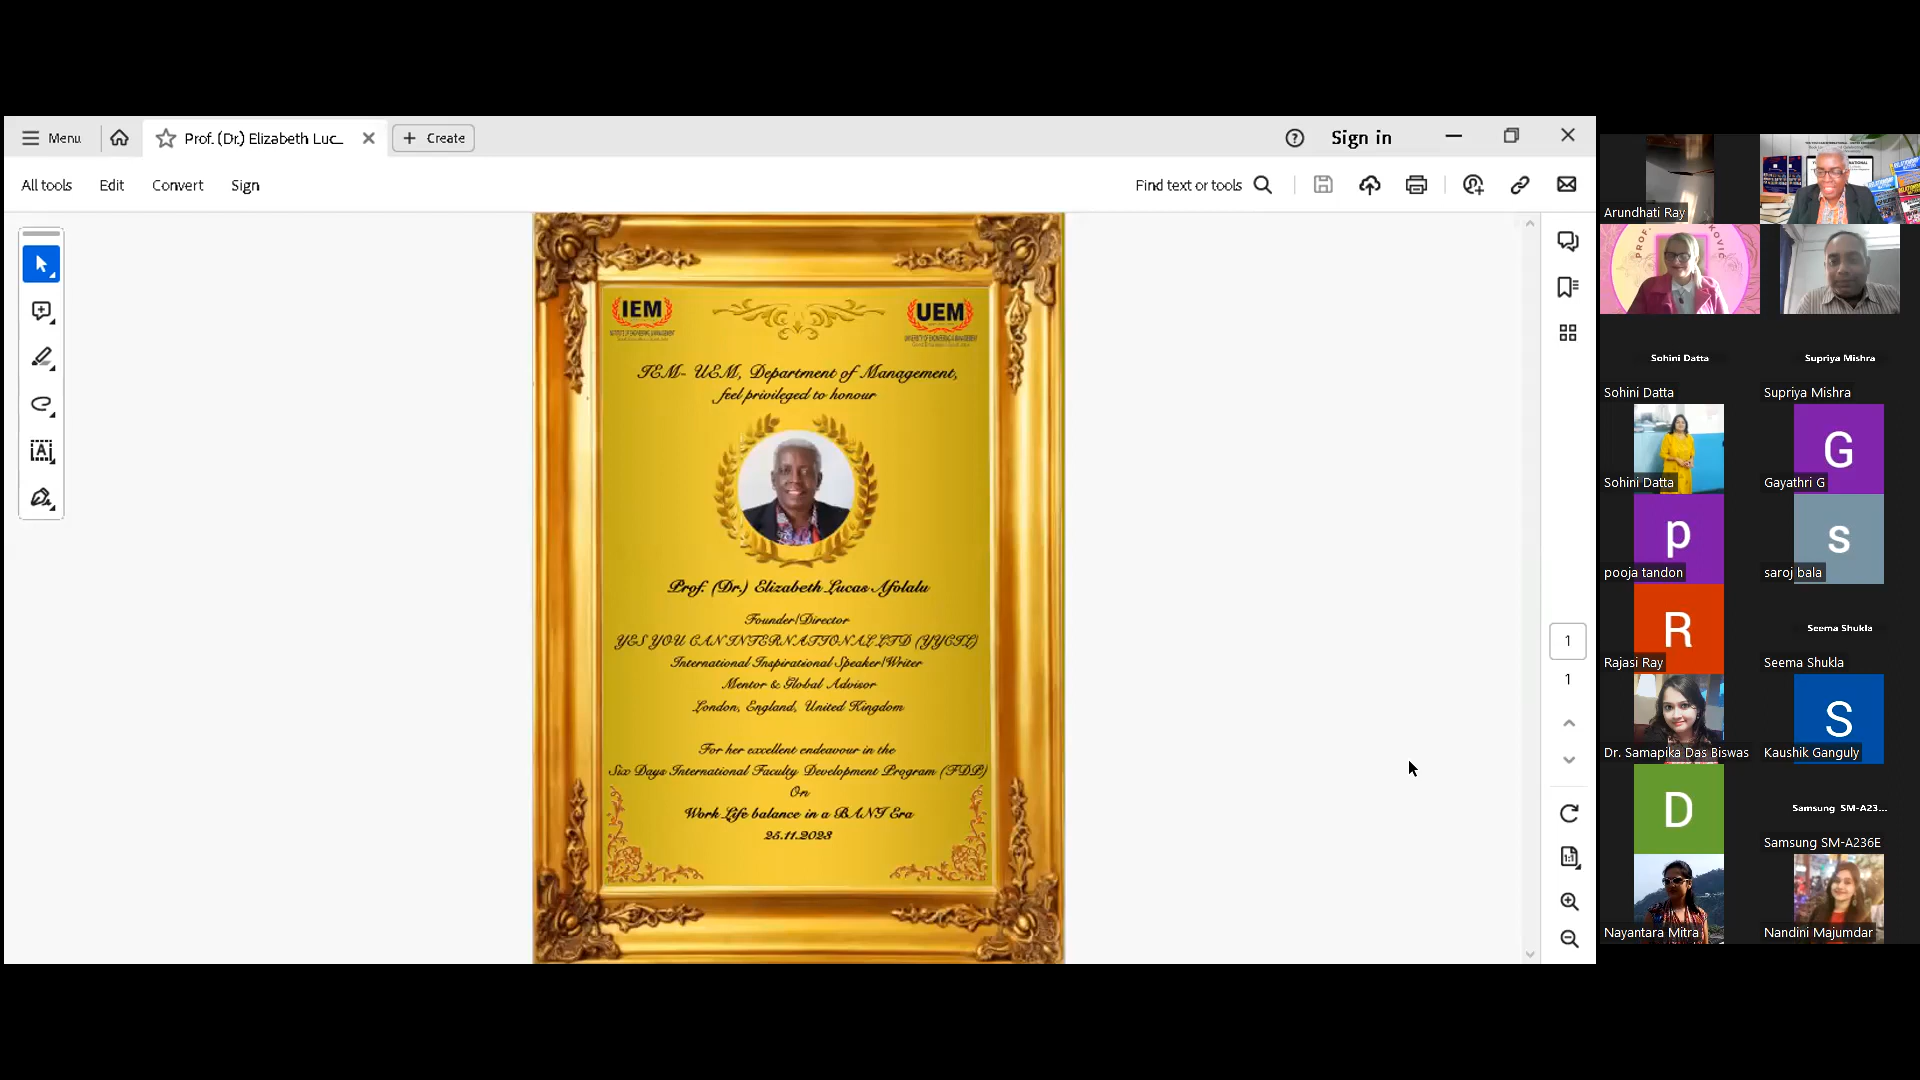 Menu
Prof. (Dr.) Elizabeth Luc...
Create
Sign in
All tools
Edit
Convert
Sign
Find text or tools
IEM
UEM
IEM- UEM, Department of Management,
feel privileged to honour
Prof. (Dr.) Elizabeth Lucas Afolalu
Founder/Director
YES YOU CAN INTERNATIONAL LTD (YYCIL)
International Inspirational Speaker/Writer
Mentor & Global Advisor
London, England, United Kingdom
For her excellent endeavour in the
Six Days International Faculty Development Program (FDP)
On
Work Life balance in a BANI Era
25.11.2023
1
1
Arundhati Ray
PROF.
Sohini Datta
Supriya Mishra
Sohini Datta
Supriya Mishra
Sohini Datta
G
Gayathri G
p
pooja tandon
s
saroj bala
R
Rajasi Ray
Seema Shukla
Seema Shukla
Dr. Samapika Das Biswas
S
Kaushik Ganguly
D
Samsung SM-A23...
Samsung SM-A236E
Nayantara Mitra
Nandini Majumdar